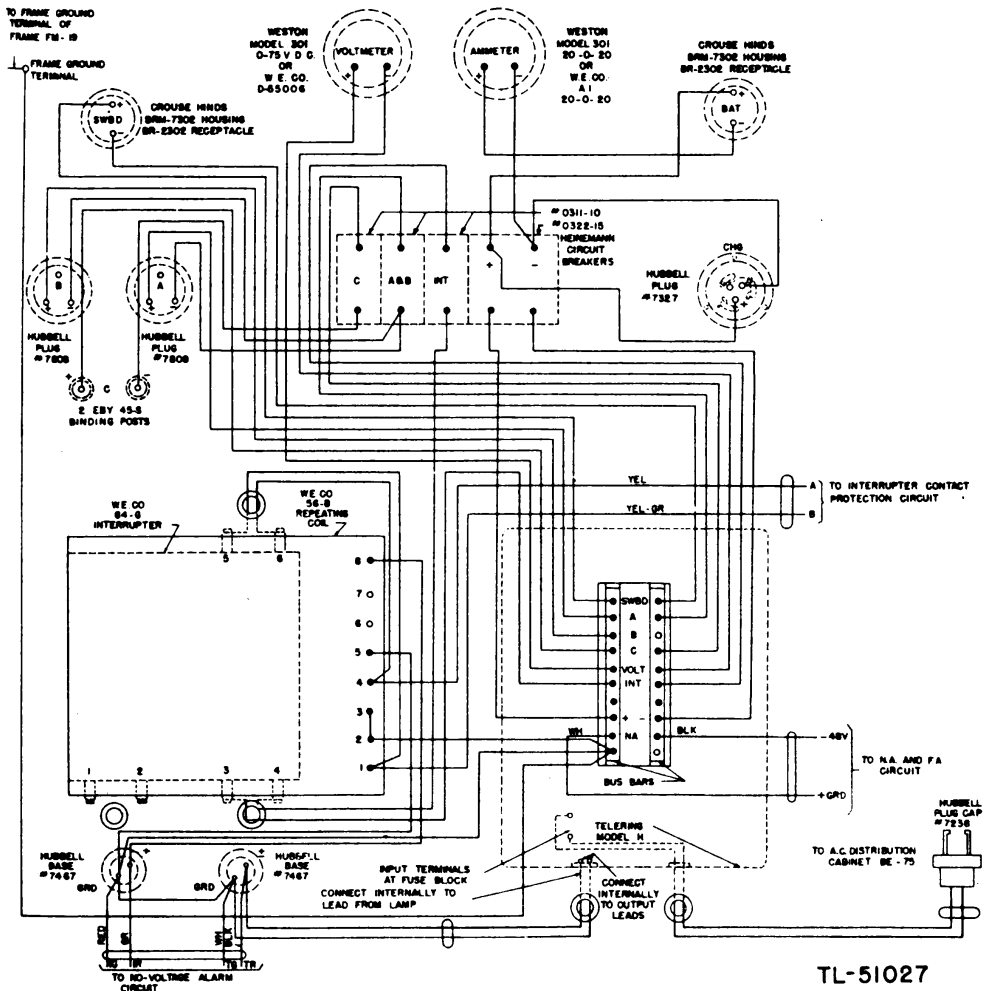 TO FRAME GROUND
TERMINAL OF
FRAME FM-19
FRAME GROUND
TERMINAL
SWBD
+
-
CROUSE HINDS
BRM-7302 HOUSING
BR-2302 RECEPTACLE
WESTON
MODEL 301
0-75 V D C.
OR
W. E. CO.
D-85006
VOLTMETER
+
-
AMMETER
+
-
WESTON
MODEL 301
20-0-20
OR
W.E.CO.
A 1
20-0-20
CROUSE HINDS
BRM-7302 HOUSING
BR-2302 RECEPTACLE
+
BAT
-
#0311-10
#0322-15
HEINEMANN
CIRCUIT
BREAKERS
C
A&B
INT
+
-
CHG
+
HUBBELL
PLUG
#7327
B
+ -
A
+ -
HUBBELL
PLUG
#7808
HUBBELL
PLUG
#7808
+ C -
2 EBY 45-S
BINDING POSTS
W.E. CO
84-G
INTERRUPTER
W.E. CO
56-B
REPEATING
COIL
YEL
YEL-GR
A
B
TO INTERRUPTER CONTACT
PROTECTION CIRCUIT
5 6
8
7
6
5
4
3
2
1
1 2 3 4
SWBD
A
B
C
VOLT
INT
+ -
NA
WH
BLK
BUS BARS
-48V
+GRD
TO N.A. AND F.A
CIRCUIT
HUBBELL
PLUG CAP
#7236
TO A.C. DISTRIBUTION
CABINET BE-75
TELERING
MODEL H
INPUT TERMINALS
AT FUSE BLOCK
CONNECT INTERNALLY TO
LEAD FROM LAMP
CONNECT
INTERNALLY
TO OUTPUT
LEADS
HUBBELL
BASE
#7467
+
GRD
HUBBELL
BASE
#7467
GRD
RED
GR
WH
BLK
TG
TR
TO NO-VOLTAGE ALARM
CIRCUIT
TL-51027